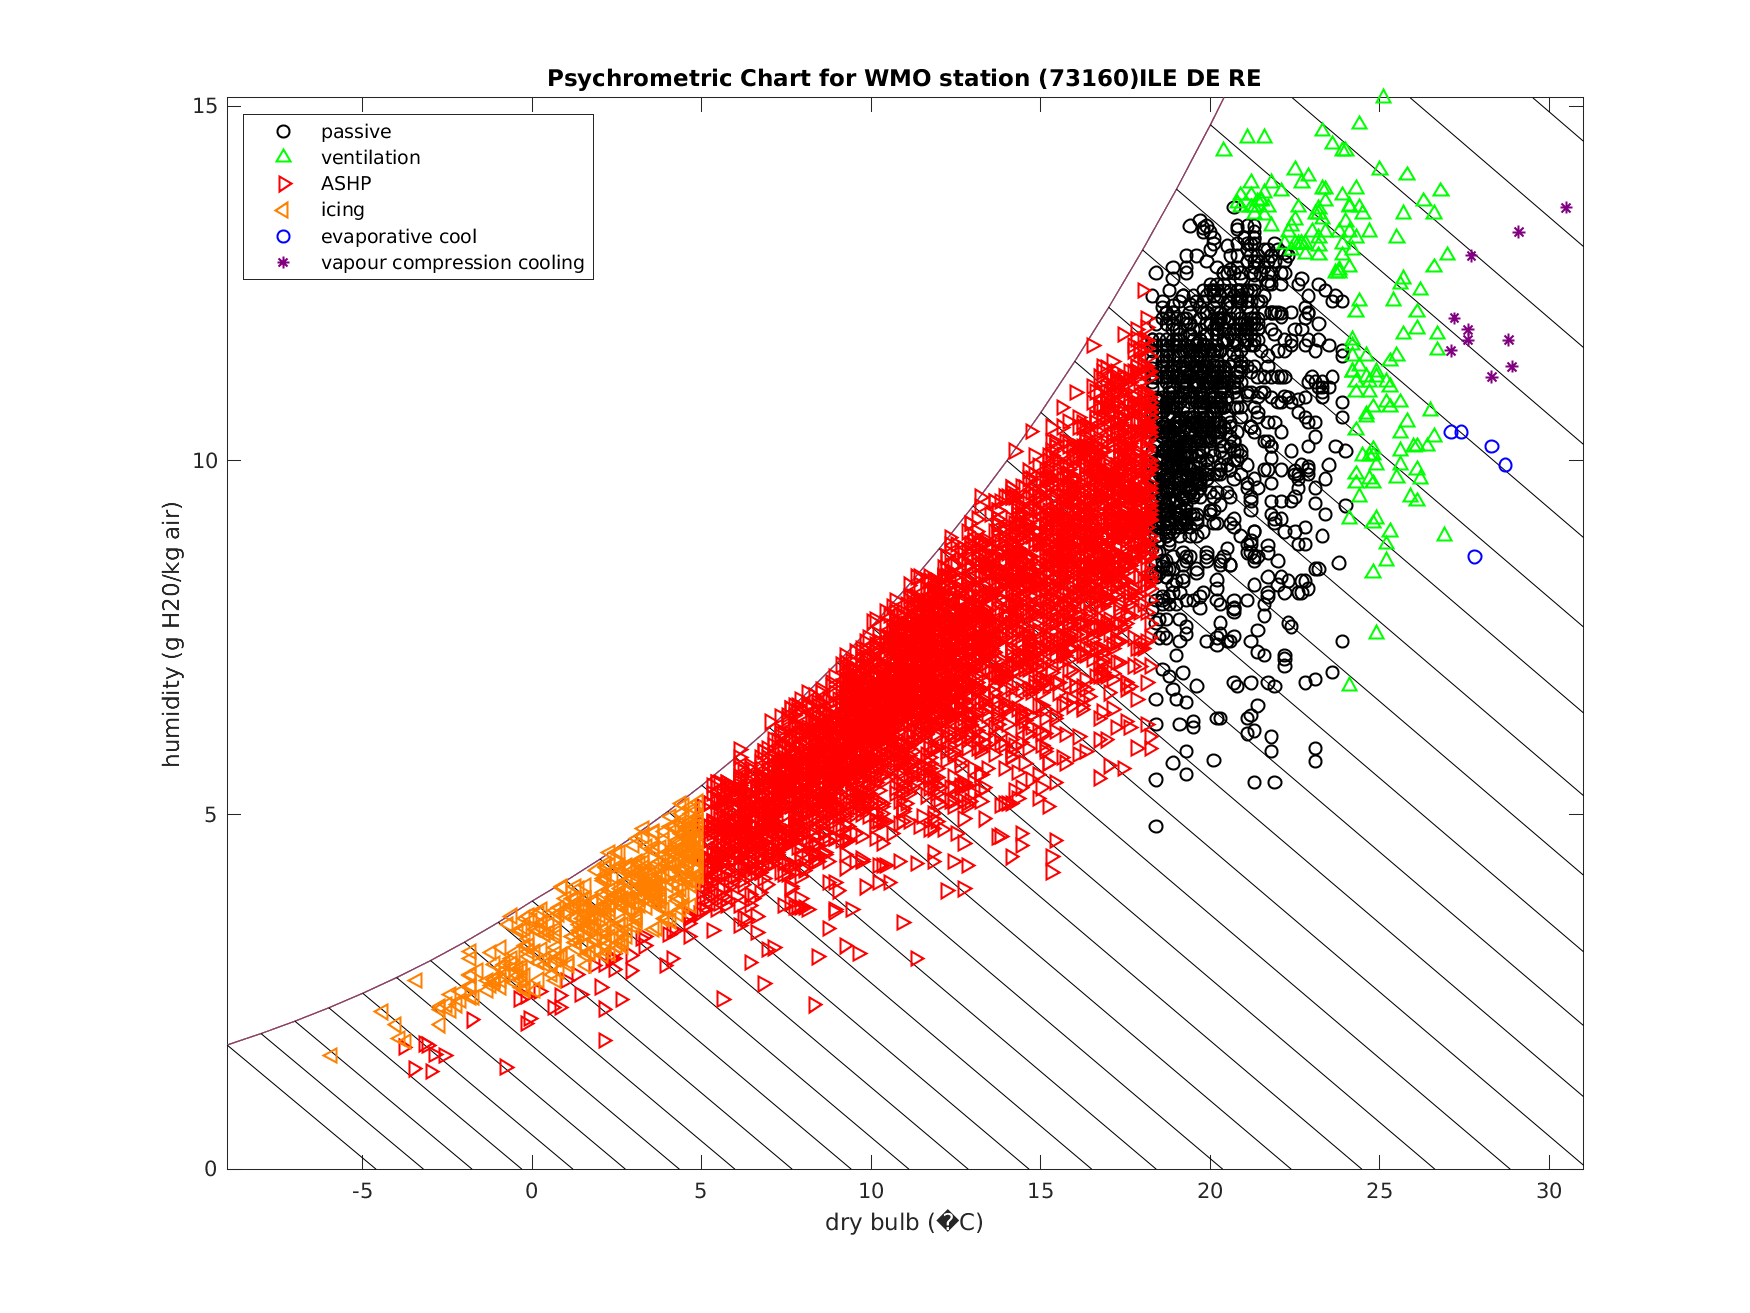 Psychrometric Chart for WMO station (73160)ILE DE RE
15
10
5
0
humidity (g H20/kg air)
passive
ventilation
ASHP
icing
evaporative cool
vapour compression cooling
-5 0 5 10 15 20 25 30
dry bulb (�C)